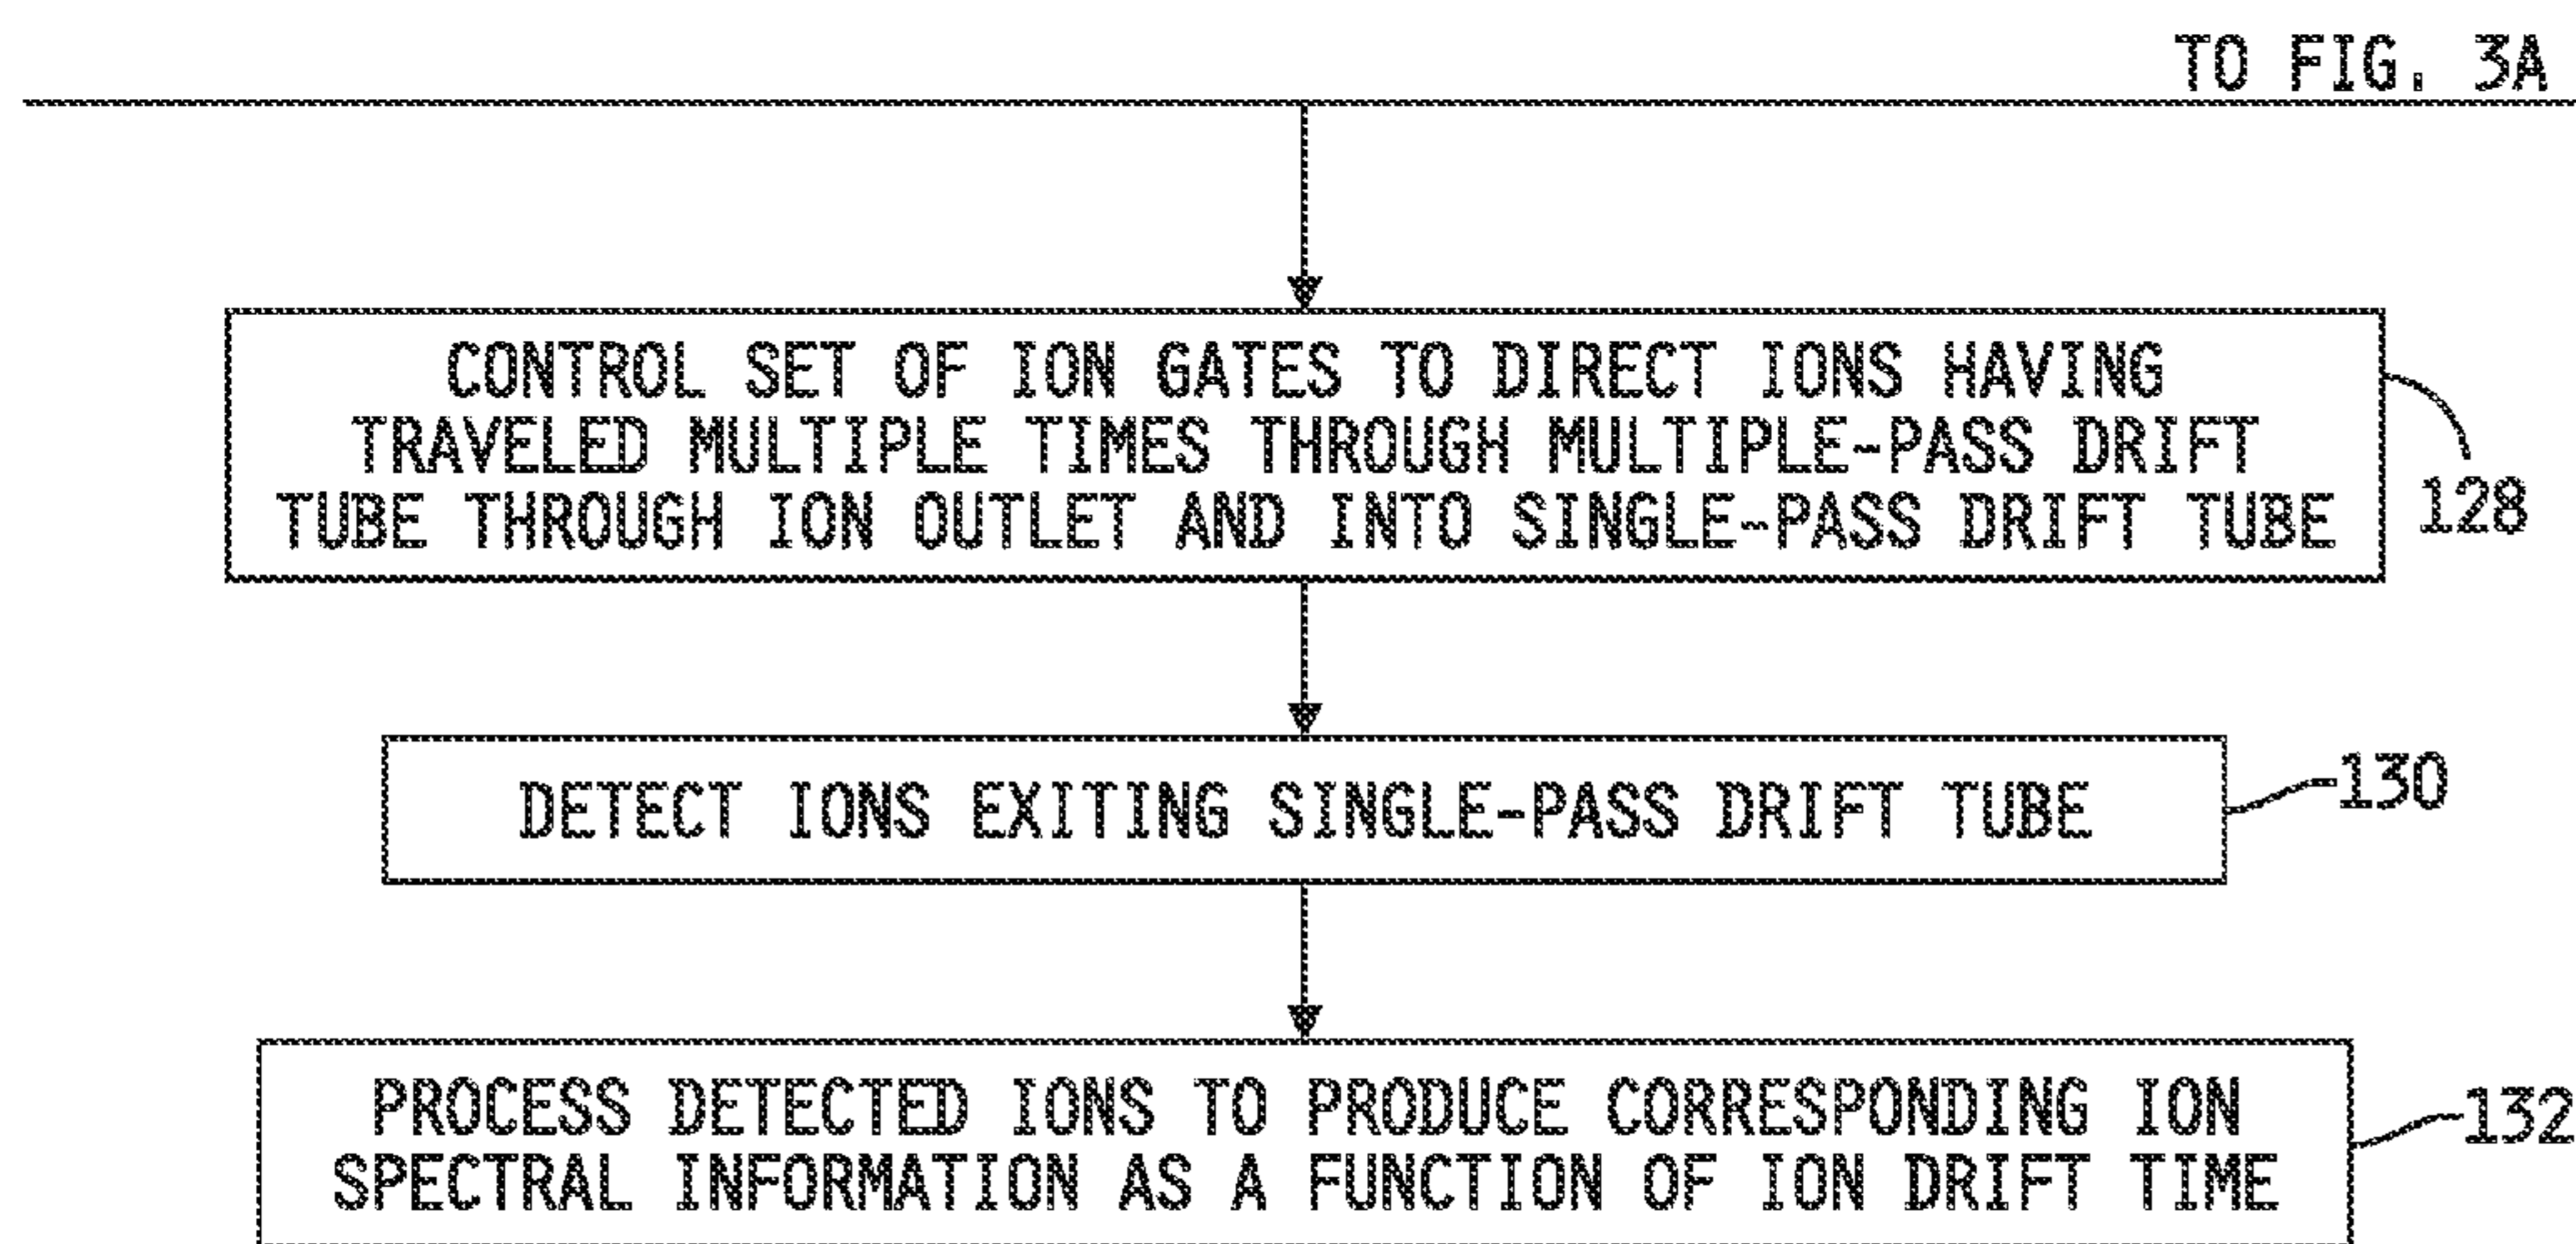 TO FIG. 3A
CONTROL SET OF ION GATES TO DIRECT IONS HAVING
TRAVELED MULTIPLE TIMES THROUGH MULTIPLE-PASS DRIFT
TUBE THROUGH ION OUTLET AND INTO SINGLE-PASS DRIFT TUBE
128
DETECT IONS EXITING SINGLE-PASS DRIFT TUBE
130
PROCESS DETECTED IONS TO PRODUCE CORRESPONDING ION
SPECTRAL INFORMATION AS A FUNCTION OF ION DRIFT TIME
132